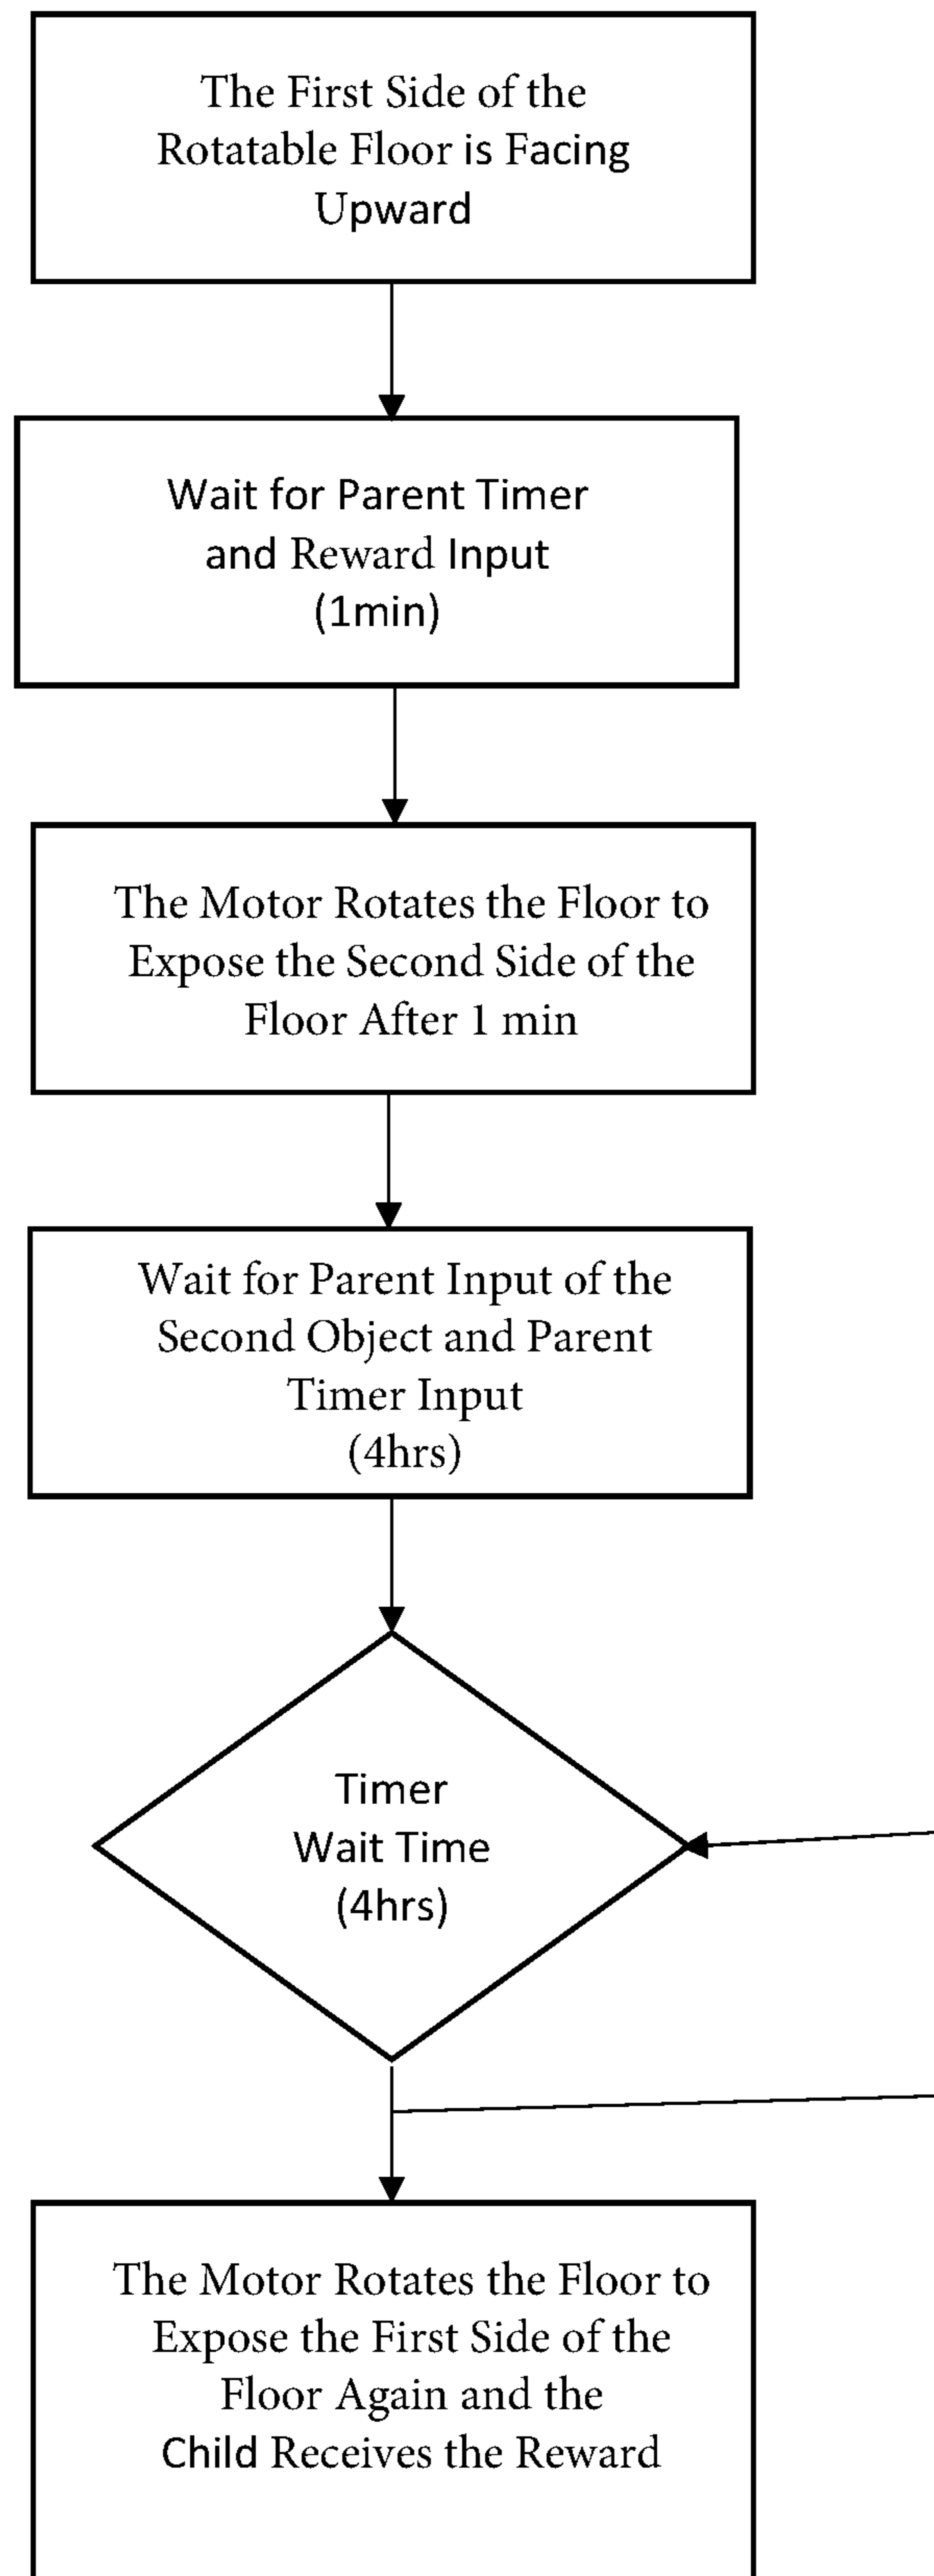 The First Side of the
Rotatable Floor is Facing
Upward
Wait for Parent Timer
and Reward Input
(1min)
The Motor Rotates the Floor to
Expose the Second Side of the
Floor After 1 min
Wait for Parent Input of the
Second Object and Parent
Timer Input
(4hrs)
Timer
Wait Time
(4hrs)
The Motor Rotates the Floor to
Expose the First Side of the
Floor Again and the
Child Receives the Reward